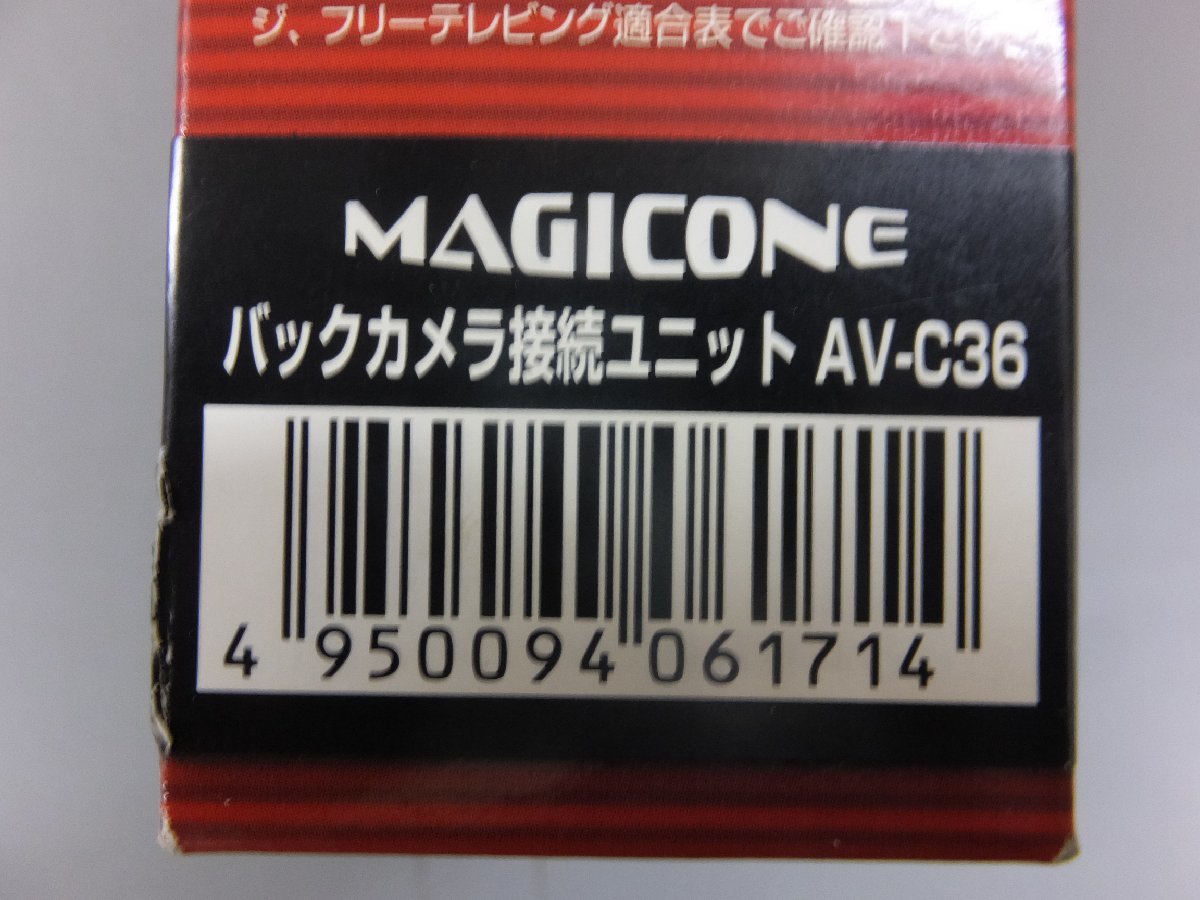 ジ、フリーテレビング適合表でご確認下さい。
MAGICONE
バックカメラ接続ユニット AV-C36
4 950094 061714